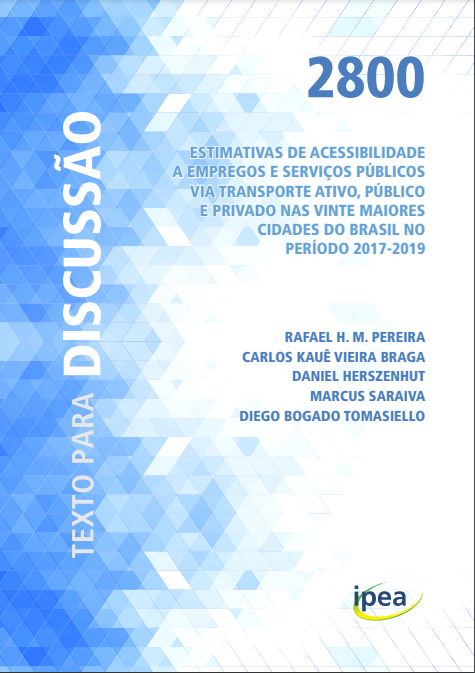 2800
ESTIMATIVAS DE ACESSIBILIDADE
A EMPREGOS E SERVIÇOS PÚBLICOS
VIA TRANSPORTE ATIVO, PÚBLICO
E PRIVADO NAS VINTE MAIORES
CIDADES DO BRASIL NO
PERÍODO 2017-2019
TEXTO PARA DISCUSSÃO
RAFAEL H. M. PEREIRA
CARLOS KAUÊ VIEIRA BRAGA
DANIEL HERSZENHUT
MARCUS SARAIVA
DIEGO BOGADO TOMASIELLO
ipea